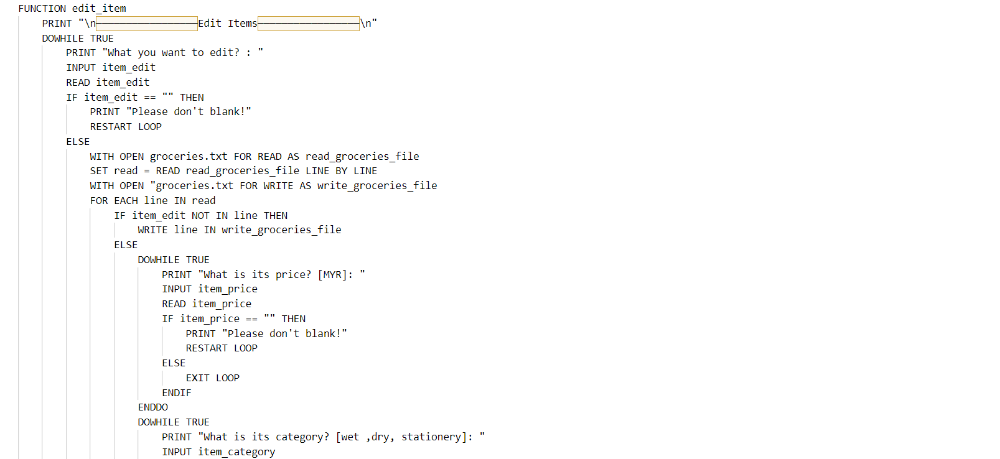 FUNCTION edit_item
PRINT "\n─────────────────Edit Items─────────────────\n"
DOWHILE TRUE
PRINT "What you want to edit? : "
INPUT item_edit
READ item_edit
IF item_edit == "" THEN
PRINT "Please don't blank!"
RESTART LOOP
ELSE
WITH OPEN groceries.txt FOR READ AS read_groceries_file
SET read = READ read_groceries_file LINE BY LINE
WITH OPEN "groceries.txt FOR WRITE AS write_groceries_file
FOR EACH line IN read
IF item_edit NOT IN line THEN
WRITE line IN write_groceries_file
ELSE
DOWHILE TRUE
PRINT "What is its price? [MYR]: "
INPUT item_price
READ item_price
IF item_price == "" THEN
PRINT "Please don't blank!"
RESTART LOOP
ELSE
EXIT LOOP
ENDIF
ENDDO
DOWHILE TRUE
PRINT "What is its category? [wet ,dry, stationery]: "
INPUT item_category